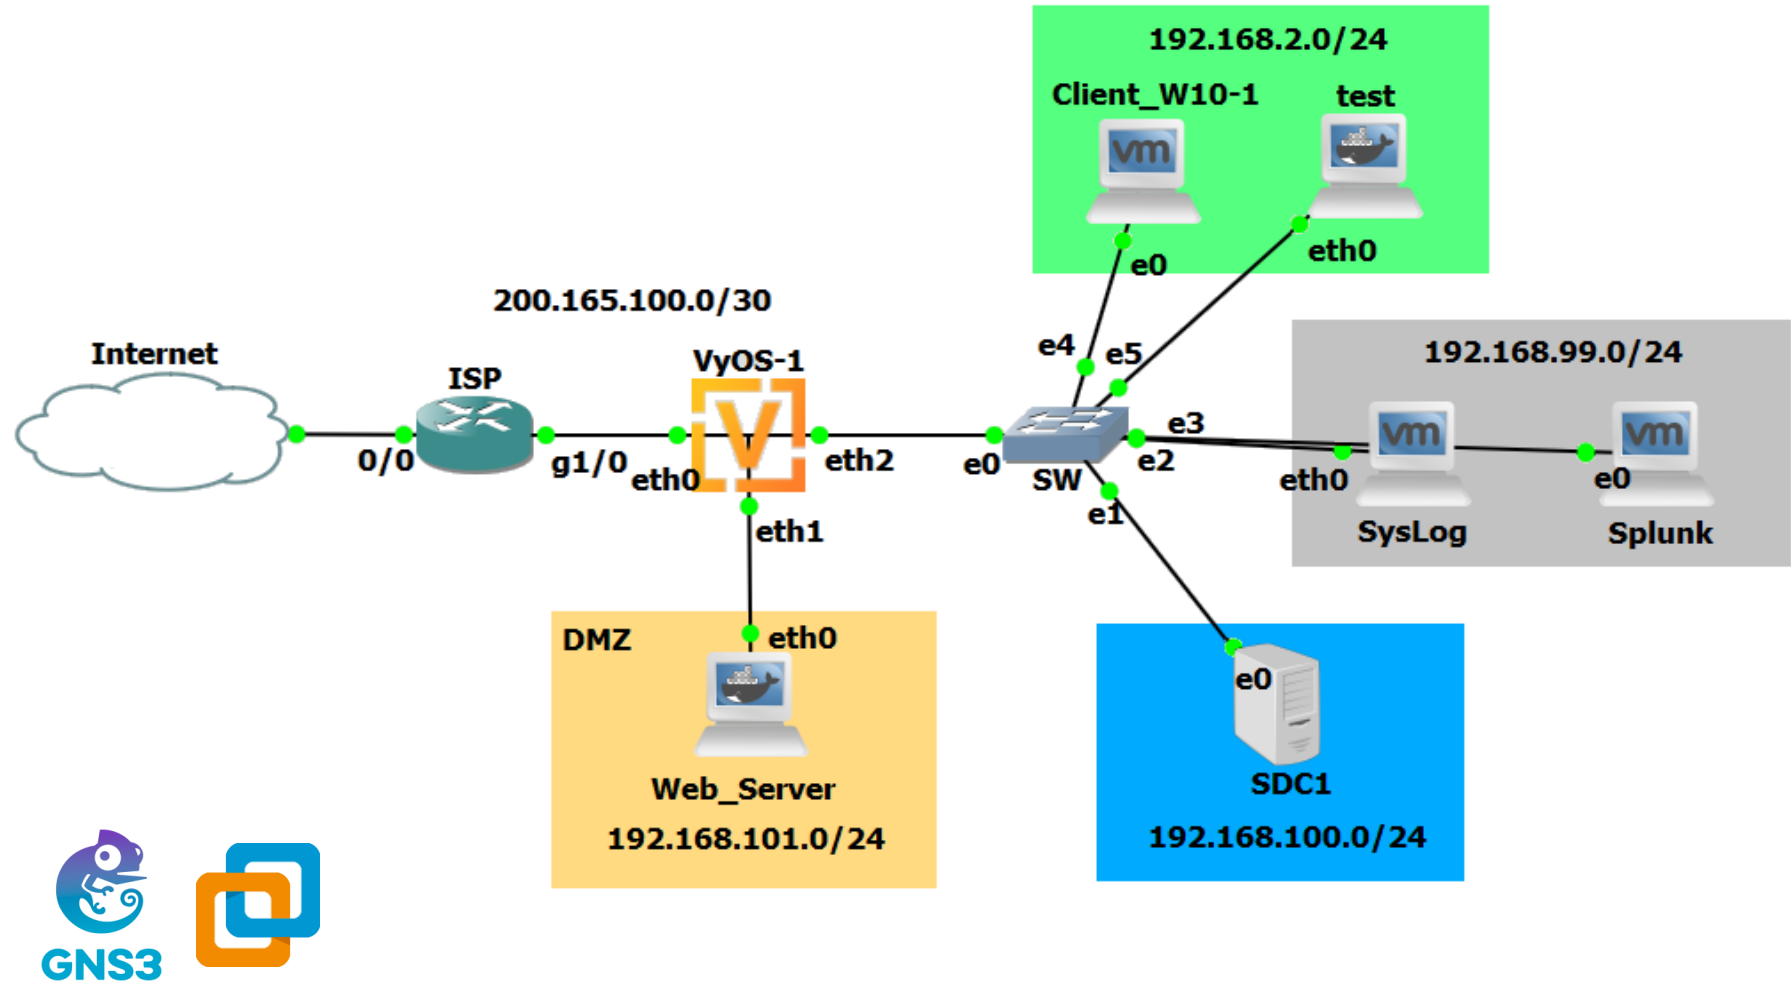 192.168.2.0/24
Client_W10-1
test
vm
e0
eth0
200.165.100.0/30
Internet
ISP
VyOS-1
V
0/0
g1/0
eth0
eth2
eth1
e4
e5
e0
SW
e3
e2
e1
192.168.99.0/24
vm
vm
eth0
e0
SysLog
Splunk
DMZ
eth0
Web_Server
192.168.101.0/24
e0
SDC1
192.168.100.0/24
GNS3